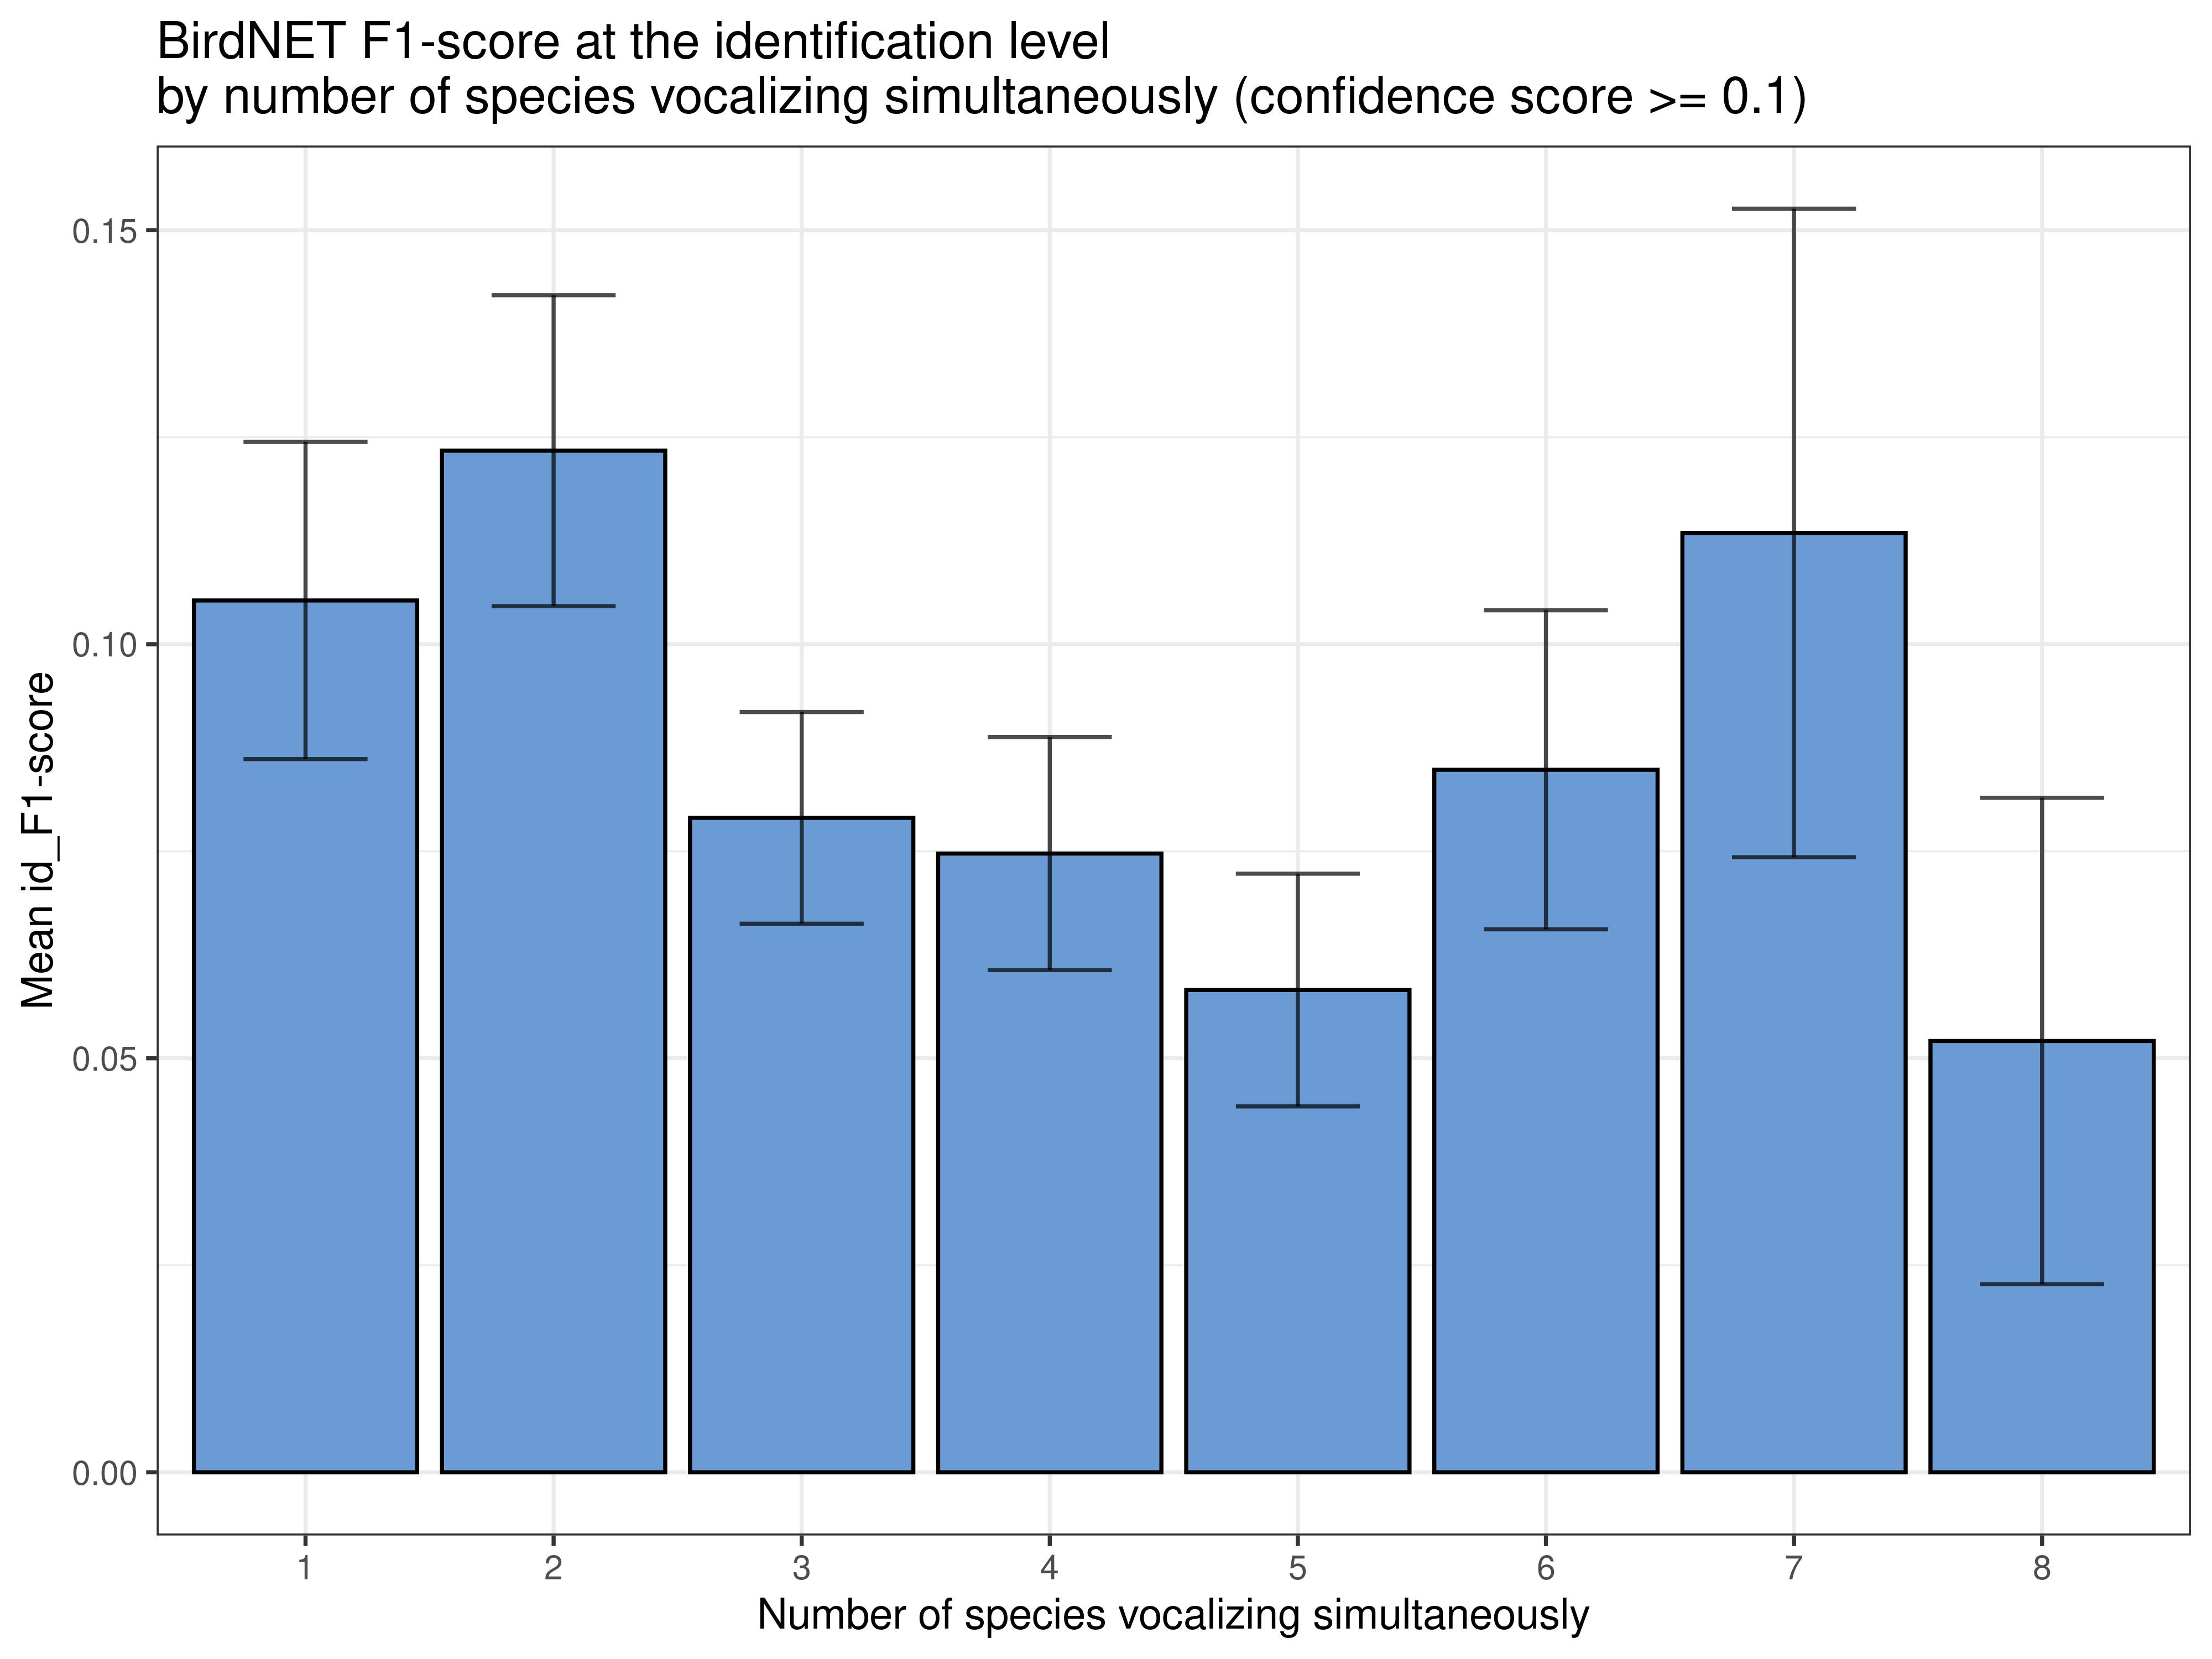 BirdNET F1-score at the identification level
by number of species vocalizing simultaneously (confidence score >= 0.1)
Mean id_F1-score
0.15
0.10
0.05
0.00
1 2 3 4 5 6 7 8
Number of species vocalizing simultaneously